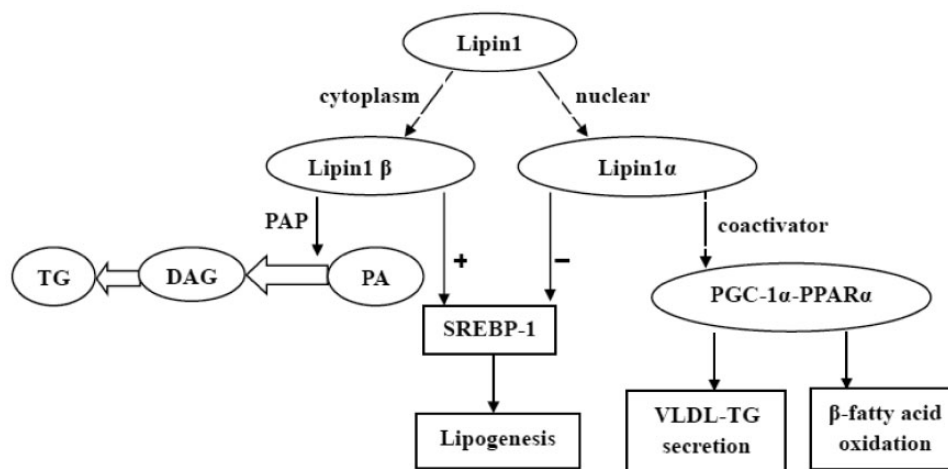 Lipin1
cytoplasm
nuclear
Lipin1 β
Lipin1α
PAP
coactivator
TG
DAG
PA
+
–
PGC-1α-PPARα
SREBP-1
Lipogenesis
VLDL-TG
secretion
β-fatty acid
oxidation